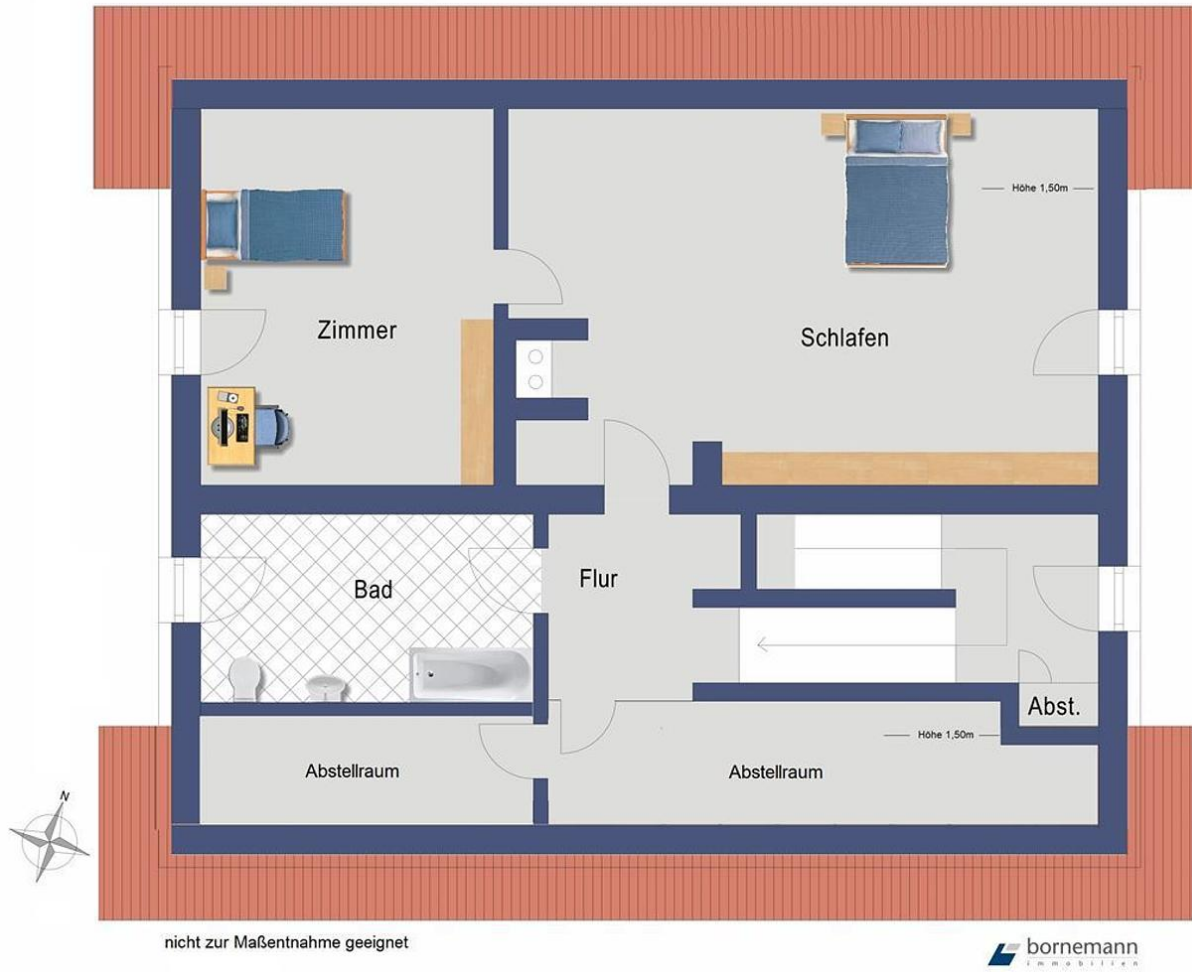 Höhe 1,50m
Zimmer
Schlafen
Bad
Flur
Abst.
Höhe 1,50m
Abstellraum
Abstellraum
N
nicht zur Maßentnahme geeignet
bornemann
immobilien